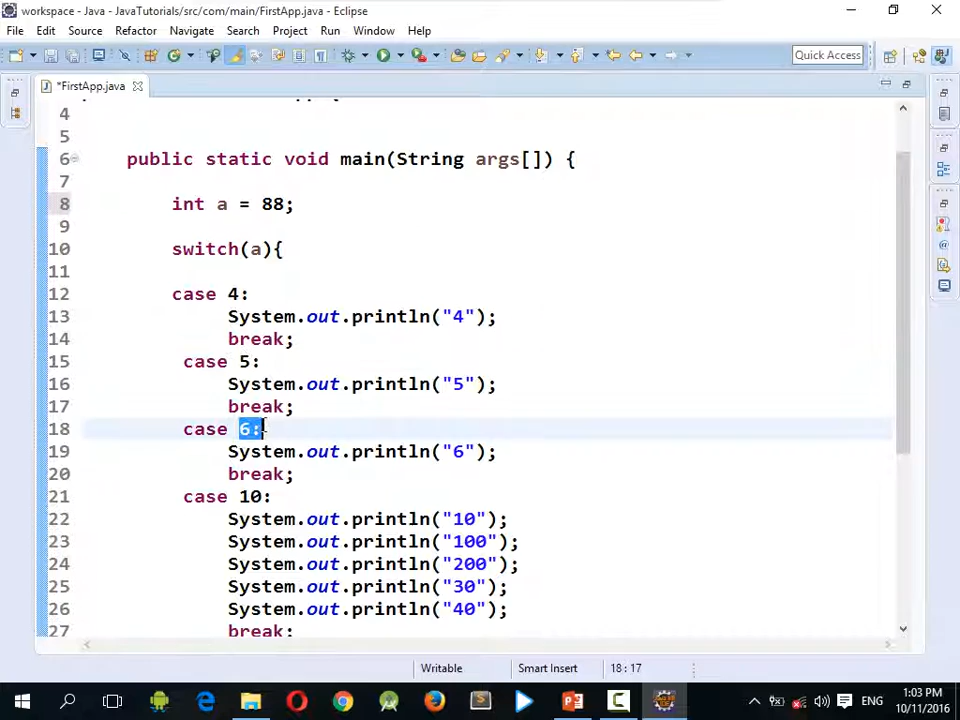 workspace - Java - JavaTutorials/src/com/main/FirstApp.java - Eclipse
File Edit Source Refactor Navigate Search Project Run Window Help
Quick Access
*FirstApp.java
4
5
6 public static void main(String args[]) {
7
8 int a = 88;
9
10 switch(a){
11
12 case 4:
13 System.out.println("4");
14 break;
15 case 5:
16 System.out.println("5");
17 break;
18 case 6:
19 System.out.println("6");
20 break;
21 case 10:
22 System.out.println("10");
23 System.out.println("100");
24 System.out.println("200");
25 System.out.println("30");
26 System.out.println("40");
27 break;
Writable Smart Insert 18 : 17
ENG 1:03 PM
10/11/2016